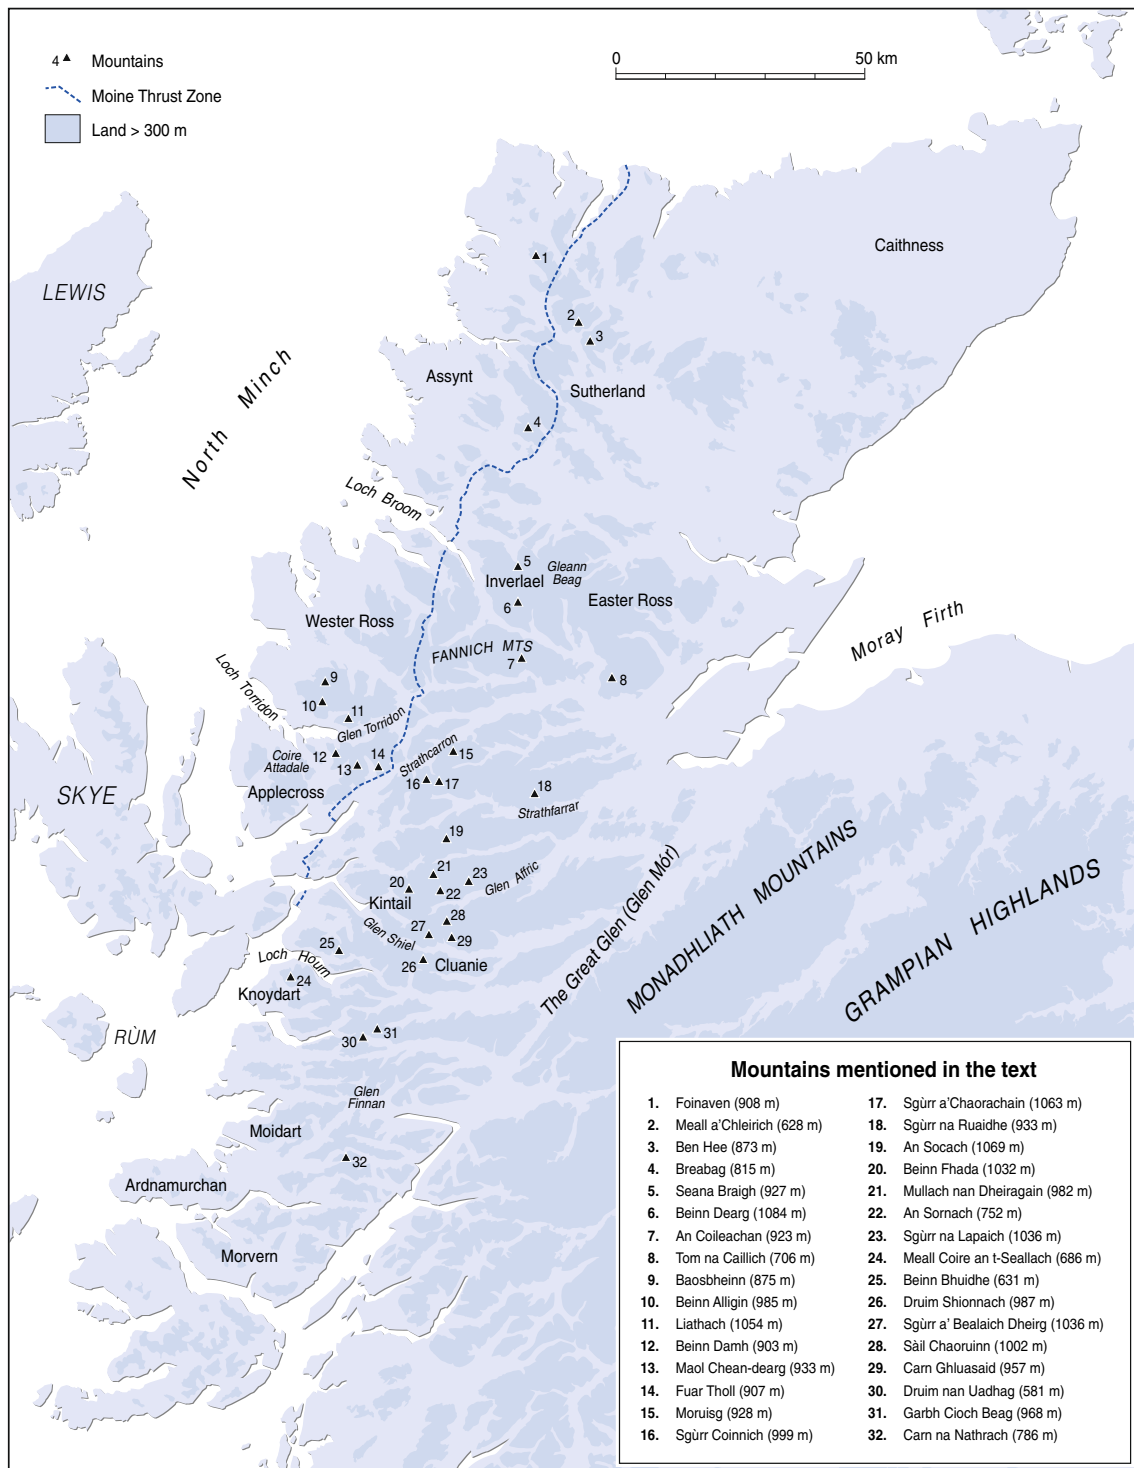 0 50 km
4 Mountains
Moine Thrust Zone
Land > 300 m
Caithness
1
LEWIS
2
3
North Minch
Assynt
Sutherland
4
Loch Broom
5
Inverlael
Gleann
Beag
6
Easter Ross
Wester Ross
Moray Firth
FANNICH MTS
7
8
Loch Torridon
9
10
11
Glen Torridon
12
Coire
Attadale
13
14
Strathcarron
15
16
17
Applecross
SKYE
18
Strathfarrar
19
20
21
22
23
Glen Affric
Kintail
The Great Glen (Glen Mór)
MONADHLIATH MOUNTAINS
GRAMPIAN HIGHLANDS
Glen Shiel
27
28
29
25
Loch Hourn
26
Cluanie
24
Knoydart
RÙM
30
31
Glen
Finnan
Moidart
32
Ardnamurchan
Morvern
Mountains mentioned in the text
1. Foinaven (908 m)
2. Meall a'Chleirich (628 m)
3. Ben Hee (873 m)
4. Breabag (815 m)
5. Seana Braigh (927 m)
6. Beinn Dearg (1084 m)
7. An Coileachan (923 m)
8. Tom na Caillich (706 m)
9. Baosbheinn (875 m)
10. Beinn Alligin (985 m)
11. Liathach (1054 m)
12. Beinn Damh (903 m)
13. Maol Chean-dearg (933 m)
14. Fuar Tholl (907 m)
15. Moruisg (928 m)
16. Sgùrr Coinnich (999 m)
17. Sgùrr a'Chaorachain (1063 m)
18. Sgùrr na Ruaidhe (933 m)
19. An Socach (1069 m)
20. Beinn Fhada (1032 m)
21. Mullach nan Dheiragain (982 m)
22. An Sornach (752 m)
23. Sgùrr na Lapaich (1036 m)
24. Meall Coire an t-Seallach (686 m)
25. Beinn Bhuidhe (631 m)
26. Druim Shionnach (987 m)
27. Sgùrr a' Bealaich Dheirg (1036 m)
28. Sàil Chaoruinn (1002 m)
29. Carn Ghluasaid (957 m)
30. Druim nan Uadhag (581 m)
31. Garbh Cioch Beag (968 m)
32. Carn na Nathrach (786 m)